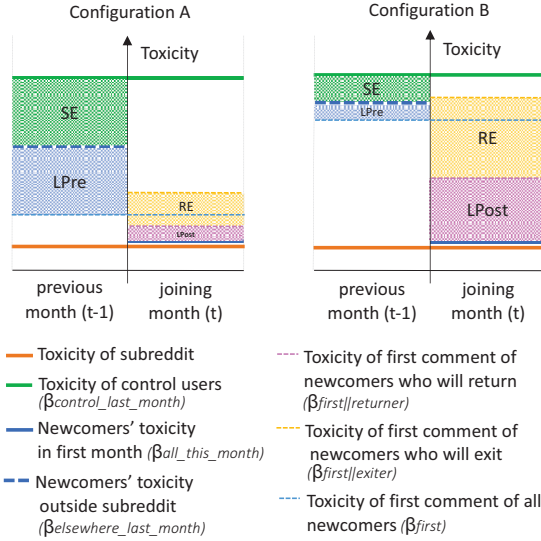 Configuration A
Configuration B
Toxicity
Toxicity
SE
SE
LPre
LPre
RE
RE
LPost
LPost
previous
month (t-1)
joining
month (t)
previous
month (t-1)
joining
month (t)
Toxicity of subreddit
Toxicity of control users
(βcontrol_last_month)
Newcomers’ toxicity
in first month (βall_this_month)
Newcomers’ toxicity
outside subreddit
(βelsewhere_last_month)
Toxicity of first comment of
newcomers who will return
(βfirst||returner)
Toxicity of first comment of
newcomers who will exit
(βfirst||exiter)
Toxicity of first comment of all
newcomers (βfirst)